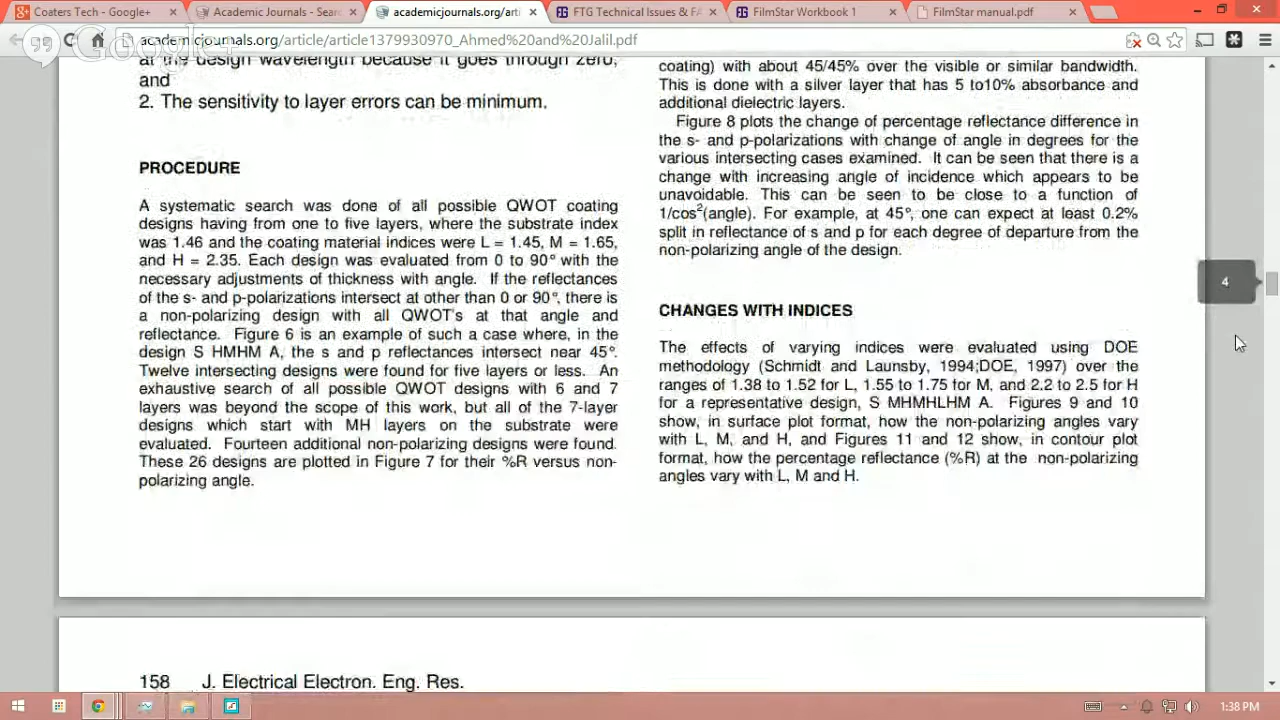 Coaters Tech - Google+
Academic Journals - Sear
academicjournals.org/arti
FTG Technical Issues & FA
FilmStar Workbook 1
FilmStar manual.pdf
Google+
academicjournals.org/article/article1379930970_Ahmed%20and%20Jalil.pdf
at the design wavelength because it goes through zero,
and
2. The sensitivity to layer errors can be minimum.
PROCEDURE
A systematic search was done of all possible QWOT coating
designs having from one to five layers, where the substrate index
was 1.46 and the coating material indices were L = 1.45, M = 1.65,
and H = 2.35. Each design was evaluated from 0 to 90° with the
necessary adjustments of thickness with angle. If the reflectances
of the s- and p-polarizations intersect at other than 0 or 90°, there is
a non-polarizing design with all QWOT's at that angle and
reflectance. Figure 6 is an example of such a case where, in the
design S HMHM A, the s and p reflectances intersect near 45°.
Twelve intersecting designs were found for five layers or less. An
exhaustive search of all possible QWOT designs with 6 and 7
layers was beyond the scope of this work, but all of the 7-layer
designs which start with MH layers on the substrate were
evaluated. Fourteen additional non-polarizing designs were found.
These 26 designs are plotted in Figure 7 for their %R versus non-
polarizing angle.
coating) with about 45/45% over the visible or similar bandwidth.
This is done with a silver layer that has 5 to10% absorbance and
additional dielectric layers.
Figure 8 plots the change of percentage reflectance difference in
the s- and p-polarizations with change of angle in degrees for the
various intersecting cases examined. It can be seen that there is a
change with increasing angle of incidence which appears to be
unavoidable. This can be seen to be close to a function of
1/cos²(angle). For example, at 45°, one can expect at least 0.2%
split in reflectance of s and p for each degree of departure from the
non-polarizing angle of the design.
CHANGES WITH INDICES
The effects of varying indices were evaluated using DOE
methodology (Schmidt and Launsby, 1994;DOE, 1997) over the
ranges of 1.38 to 1.52 for L, 1.55 to 1.75 for M, and 2.2 to 2.5 for H
for a representative design, S MHMHLHM A. Figures 9 and 10
show, in surface plot format, how the non-polarizing angles vary
with L, M, and H, and Figures 11 and 12 show, in contour plot
format, how the percentage reflectance (%R) at the non-polarizing
angles vary with L, M and H.
4
158 J. Electrical Electron. Eng. Res.
1:38 PM